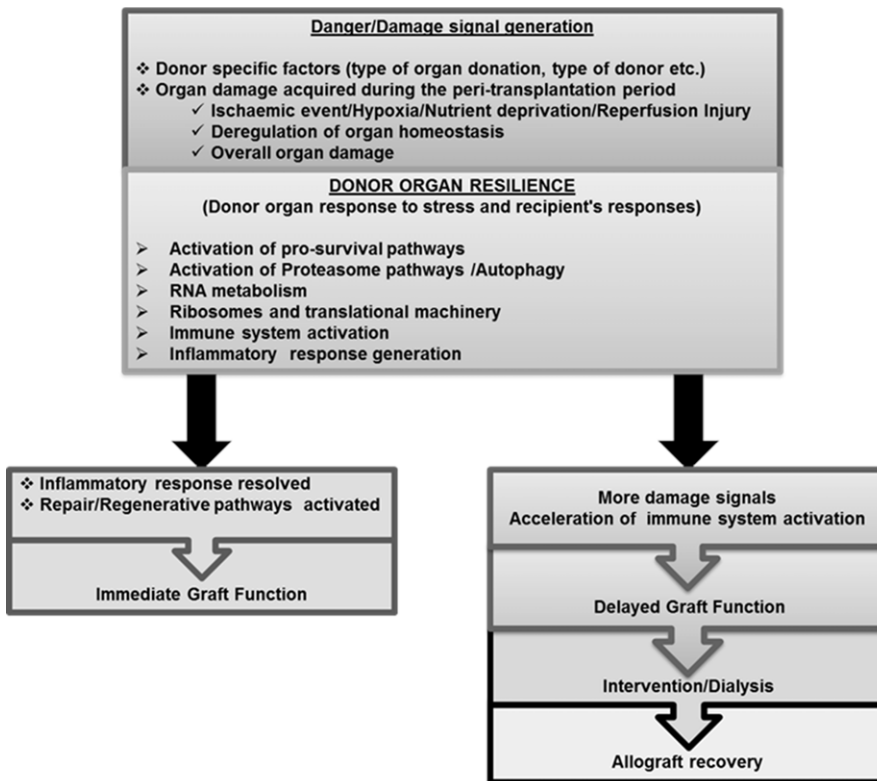 Danger/Damage signal generation
❖ Donor specific factors (type of organ donation, type of donor etc.)
❖ Organ damage acquired during the peri-transplantation period
✓ Ischaemic event/Hypoxia/Nutrient deprivation/Reperfusion Injury
✓ Deregulation of organ homeostasis
✓ Overall organ damage
DONOR ORGAN RESILIENCE
(Donor organ response to stress and recipient's responses)
➢ Activation of pro-survival pathways
➢ Activation of Proteasome pathways /Autophagy
➢ RNA metabolism
➢ Ribosomes and translational machinery
➢ Immune system activation
➢ Inflammatory response generation
❖ Inflammatory response resolved
❖ Repair/Regenerative pathways activated
Immediate Graft Function
More damage signals
Acceleration of immune system activation
Delayed Graft Function
Intervention/Dialysis
Allograft recovery